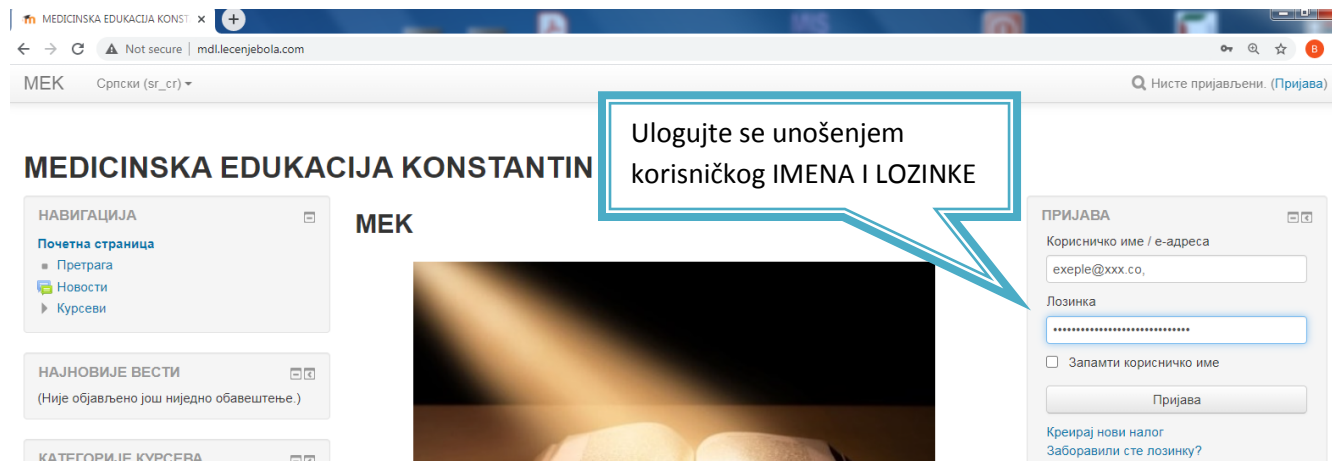 MEDICINSKA EDUKACIJA KONST
Not secure | mdl.lecenjebola.com
B
MEK Српски (sr_cr)
Нисте пријављени. (Пријава)
Ulogujte se unošenjem
korisničkog IMENA I LOZINKE
MEDICINSKA EDUKACIJA KONSTANTIN
НАВИГАЦИЈА
Почетна страница
Претрага
Новости
Курсеви
НАЈНОВИЈЕ ВЕСТИ
(Није објављено још ниједно обавештење.)
КАТЕГОРИЈЕ КУРСЕВА
MEK
ПРИЈАВА
Корисничко име / е-адреса
exeple@xxx.co,
Лозинка
Запамти корисничко име
Пријава
Креирај нови налог
Заборавили сте лозинку?